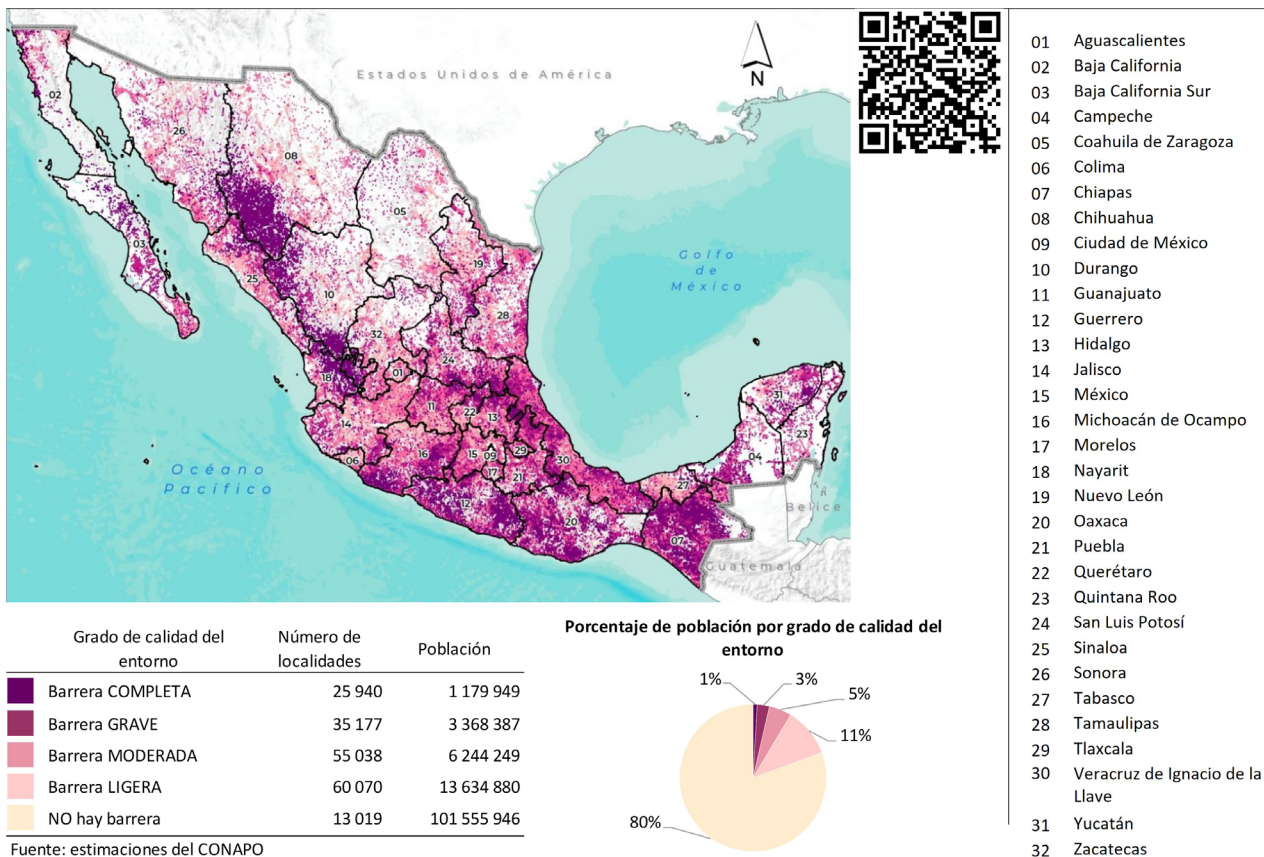 Estados Unidos de América
N
Golfo
de
México
Océano
Pacífico
Belice
Guatemala
02
26
08
03
05
25
10
19
28
32
24
18
01
14
11
22
13
06
16
15
09
17
29
21
30
12
20
27
07
04
31
23
01 Aguascalientes
02 Baja California
03 Baja California Sur
04 Campeche
05 Coahuila de Zaragoza
06 Colima
07 Chiapas
08 Chihuahua
09 Ciudad de México
10 Durango
11 Guanajuato
12 Guerrero
13 Hidalgo
14 Jalisco
15 México
16 Michoacán de Ocampo
17 Morelos
18 Nayarit
19 Nuevo León
20 Oaxaca
21 Puebla
22 Querétaro
23 Quintana Roo
24 San Luis Potosí
25 Sinaloa
26 Sonora
27 Tabasco
28 Tamaulipas
29 Tlaxcala
30 Veracruz de Ignacio de la
Llave
31 Yucatán
32 Zacatecas
Grado de calidad del
entorno
Número de
localidades
Población
Barrera COMPLETA 25 940 1 179 949
Barrera GRAVE 35 177 3 368 387
Barrera MODERADA 55 038 6 244 249
Barrera LIGERA 60 070 13 634 880
NO hay barrera 13 019 101 555 946
Fuente: estimaciones del CONAPO
Porcentaje de población por grado de calidad del
entorno
1%
3%
5%
11%
80%